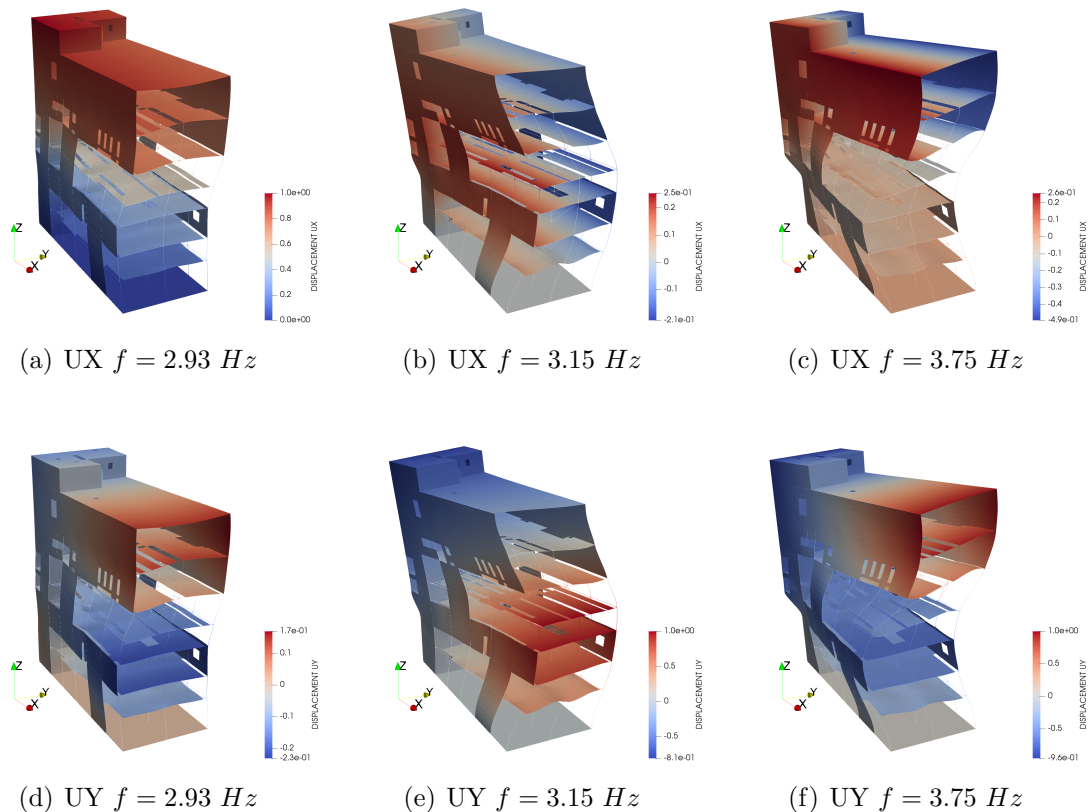 1.0e+00
0.8
0.6
0.4
0.2
0.0e+00
DISPLACEMENT UX
Z
Y
X
2.5e-01
0.2
0.1
0
-0.1
-2.1e-01
DISPLACEMENT UX
Z
Y
X
2.6e-01
0.2
0.1
0
-0.1
-0.2
-0.3
-0.4
-4.9e-01
DISPLACEMENT UX
Z
Y
X
(a) UX f = 2.93 Hz
(b) UX f = 3.15 Hz
(c) UX f = 3.75 Hz
1.7e-01
0.1
0
-0.1
-0.2
-2.3e-01
DISPLACEMENT UY
Z
Y
X
1.0e+00
0.5
0
-0.5
-8.1e-01
DISPLACEMENT UY
Z
Y
X
1.0e+00
0.5
0
-0.5
-9.6e-01
DISPLACEMENT UY
Z
Y
X
(d) UY f = 2.93 Hz
(e) UY f = 3.15 Hz
(f) UY f = 3.75 Hz